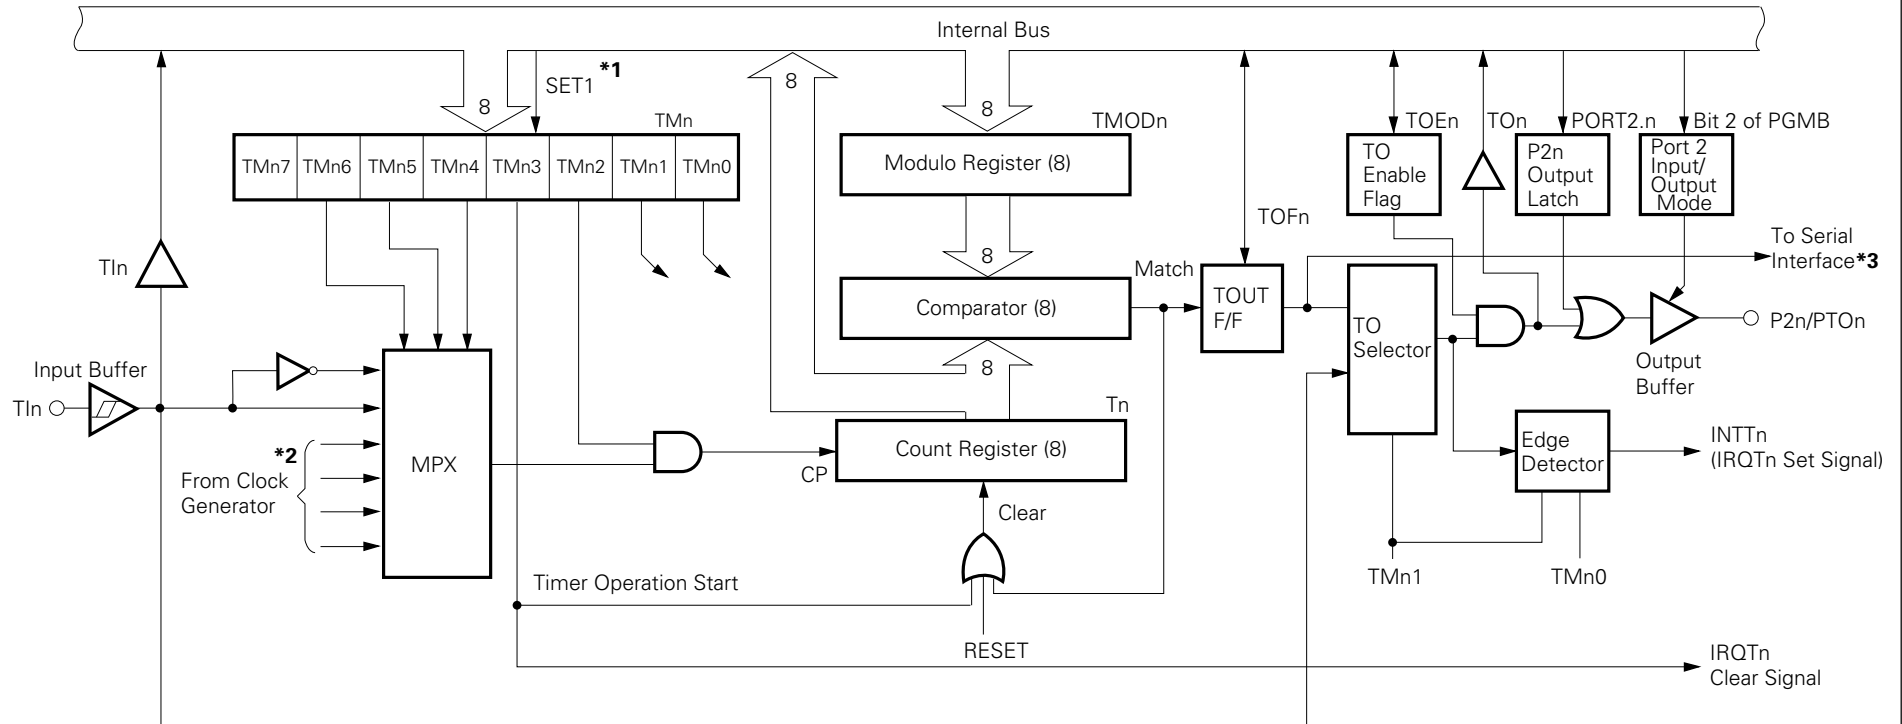 Internal Bus
8
SET1 *1
8
8
TMn
TMODn
TOEn
TOn
PORT2.n
Bit 2 of PGMB
TMn7 TMn6 TMn5 TMn4 TMn3 TMn2 TMn1 TMn0
Modulo Register (8)
TO
Enable
Flag
P2n
Output
Latch
Port 2
Input/
Output
Mode
TOFn
8
TIn
Match
To Serial
Interface*3
Comparator (8)
TOUT
F/F
TO
Selector
P2n/PTOn
Output
Buffer
8
Input Buffer
TIn
Tn
*2
From Clock
Generator
MPX
CP
Count Register (8)
Edge
Detector
INTTn
(IRQTn Set Signal)
Clear
Timer Operation Start
TMn1
TMn0
RESET
IRQTn
Clear Signal